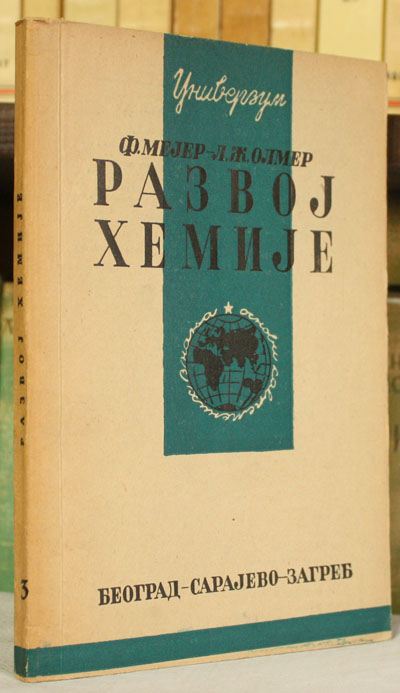 Универзум
Ф. МЕЈЕР-Л. Ж. ОЛМЕР
РАЗВОЈ
ХЕМИЈЕ
БЕОГРАД-САРАЈЕВО-ЗАГРЕБ
РАЗВОЈ ХЕМИЈЕ
3